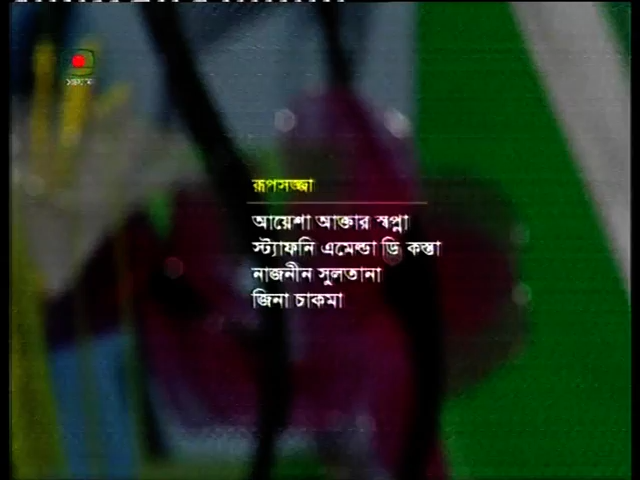 রূপসজ্জা
আয়েশা আক্তার স্বপ্না
স্ট্যাফনি এমেল্ডা ডি কস্তা
নাজনীন সুলতানা
জিনা চাকমা